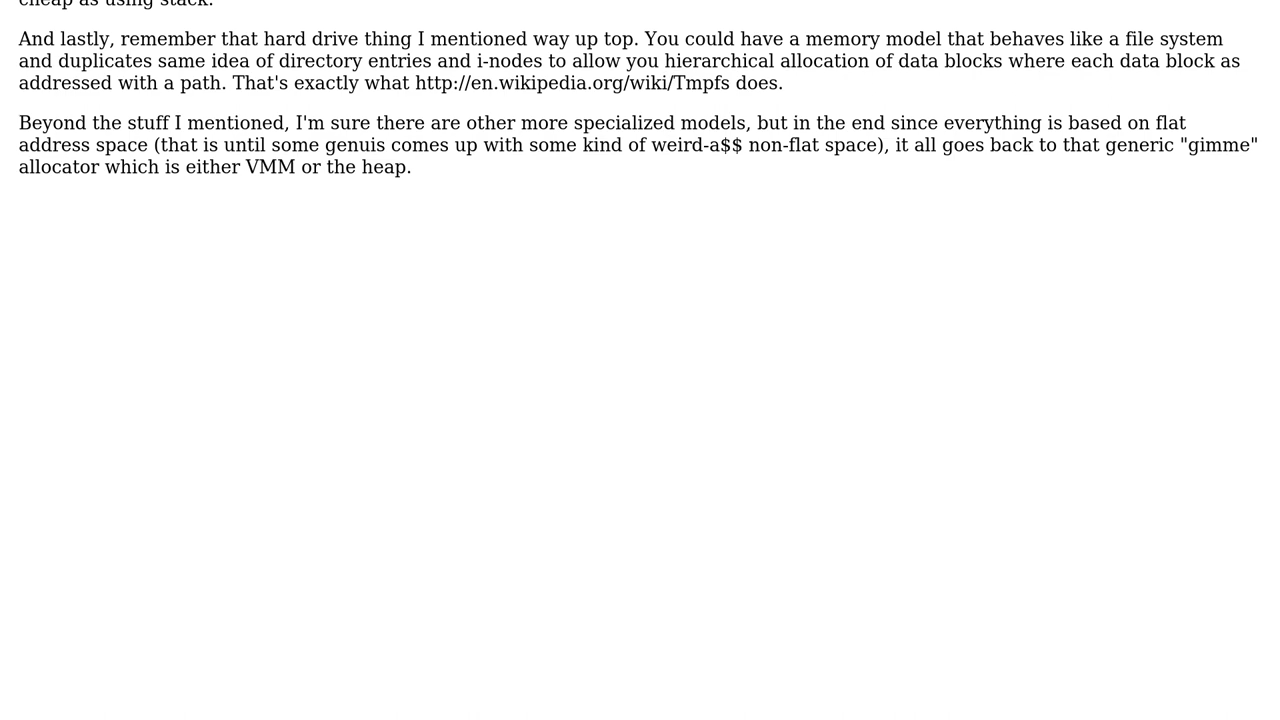 cheap as using stack.
And lastly, remember that hard drive thing I mentioned way up top. You could have a memory model that behaves like a file system
and duplicates same idea of directory entries and i-nodes to allow you hierarchical allocation of data blocks where each data block as
addressed with a path. That's exactly what http://en.wikipedia.org/wiki/Tmpfs does.
Beyond the stuff I mentioned, I'm sure there are other more specialized models, but in the end since everything is based on flat
address space (that is until some genuis comes up with some kind of weird-a$$ non-flat space), it all goes back to that generic "gimme"
allocator which is either VMM or the heap.